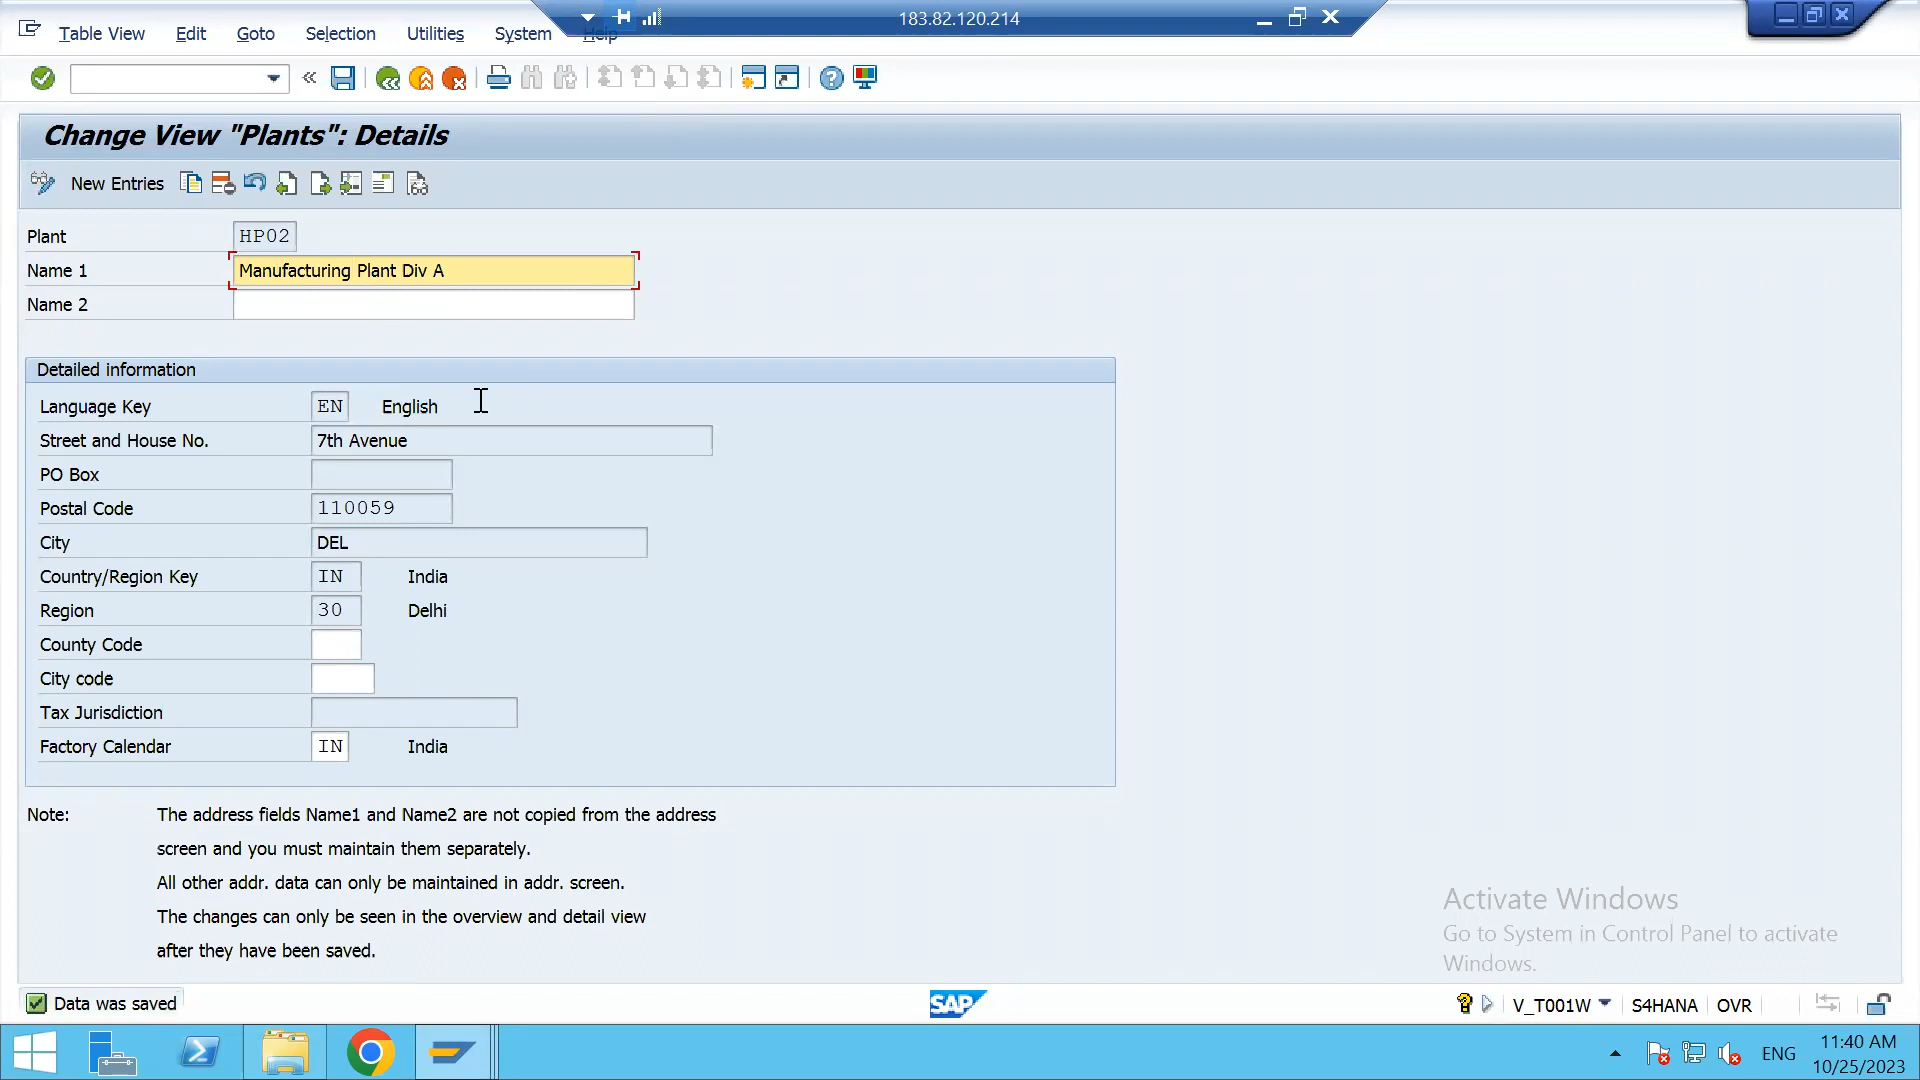 183.82.120.214
Table View Edit Goto Selection Utilities System Help
Change View "Plants": Details
New Entries
Plant HP02
Name 1 Manufacturing Plant Div A
Name 2
Detailed information
Language Key EN English
Street and House No. 7th Avenue
PO Box
Postal Code 110059
City DEL
Country/Region Key IN India
Region 30 Delhi
County Code
City code
Tax Jurisdiction
Factory Calendar IN India
Note: The address fields Name1 and Name2 are not copied from the address
screen and you must maintain them separately.
All other addr. data can only be maintained in addr. screen.
The changes can only be seen in the overview and detail view
after they have been saved.
Activate Windows
Go to System in Control Panel to activate
Windows.
Data was saved SAP V_T001W S4HANA OVR
ENG 11:40 AM
10/25/2023